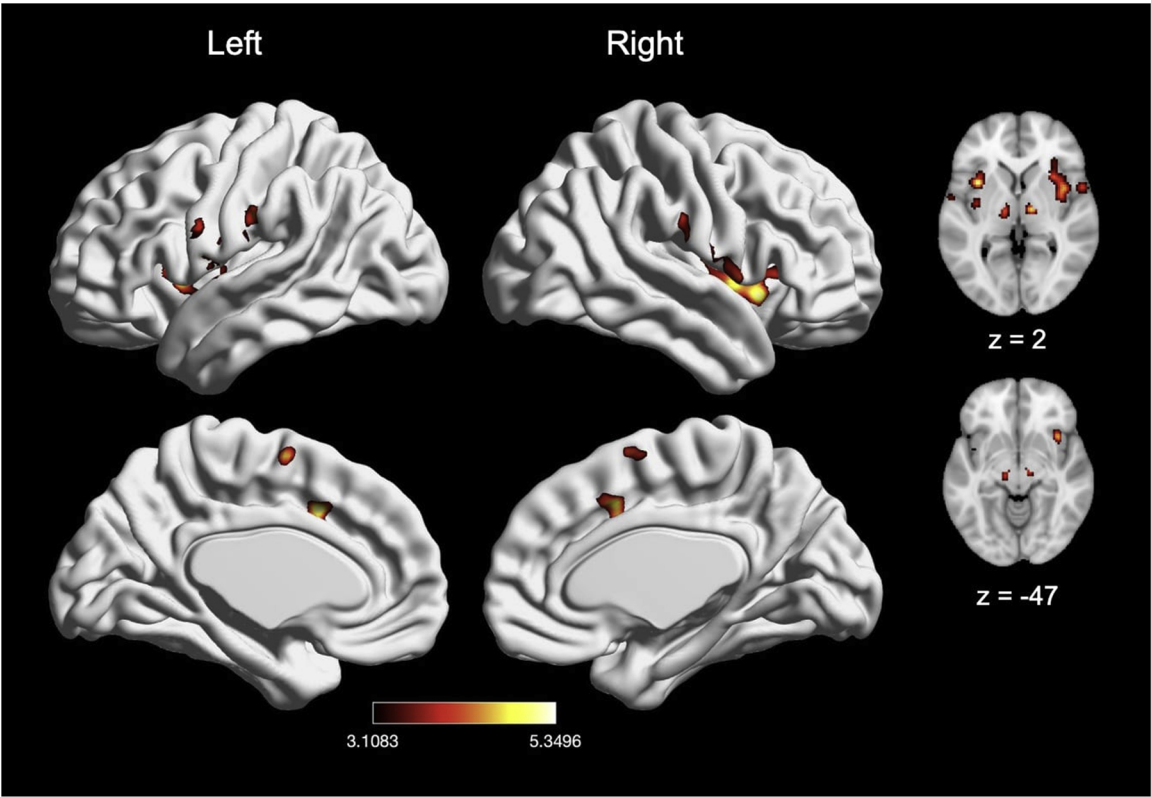 Left
Right
z = 2
z = -47
3.1083
5.3496